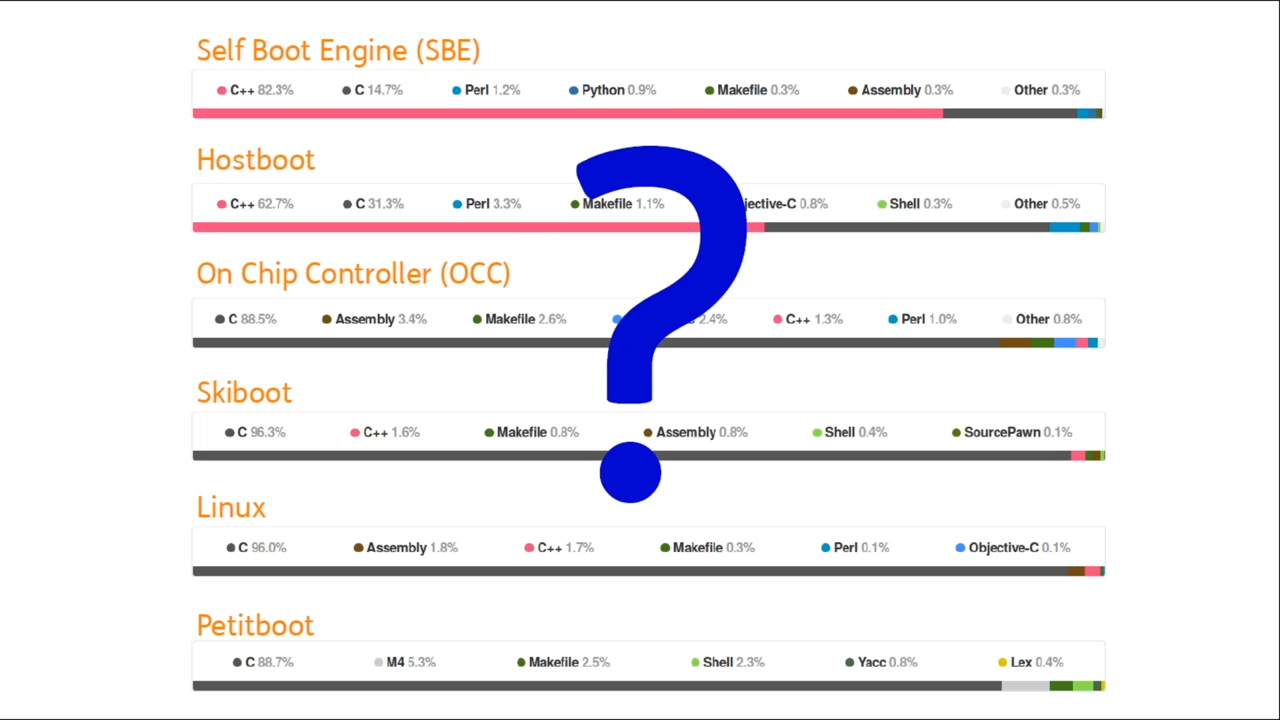 Self Boot Engine (SBE)
C++ 82.3% C 14.7% Perl 1.2% Python 0.9% Makefile 0.3% Assembly 0.3% Other 0.3%
Hostboot
C++ 62.7% C 31.3% Perl 3.3% Makefile 1.1% jective-C 0.8% Shell 0.3% Other 0.5%
On Chip Controller (OCC)
C 88.5% Assembly 3.4% Makefile 2.6% 2.4% C++ 1.3% Perl 1.0% Other 0.8%
?
Skiboot
C 96.3% C++ 1.6% Makefile 0.8% Assembly 0.8% Shell 0.4% SourcePawn 0.1%
Linux
C 96.0% Assembly 1.8% C++ 1.7% Makefile 0.3% Perl 0.1% Objective-C 0.1%
Petitboot
C 88.7% M4 5.3% Makefile 2.5% Shell 2.3% Yacc 0.8% Lex 0.4%